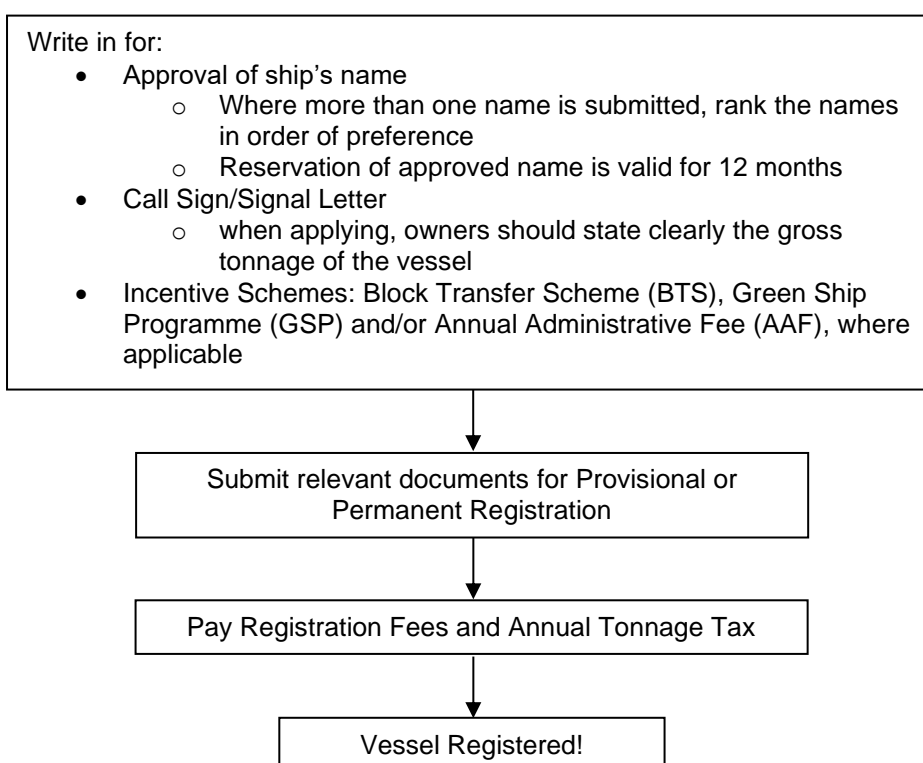 Write in for:
• Approval of ship's name
o Where more than one name is submitted, rank the names
in order of preference
o Reservation of approved name is valid for 12 months
• Call Sign/Signal Letter
o when applying, owners should state clearly the gross
tonnage of the vessel
• Incentive Schemes: Block Transfer Scheme (BTS), Green Ship
Programme (GSP) and/or Annual Administrative Fee (AAF), where
applicable
Submit relevant documents for Provisional or
Permanent Registration
Pay Registration Fees and Annual Tonnage Tax
Vessel Registered!